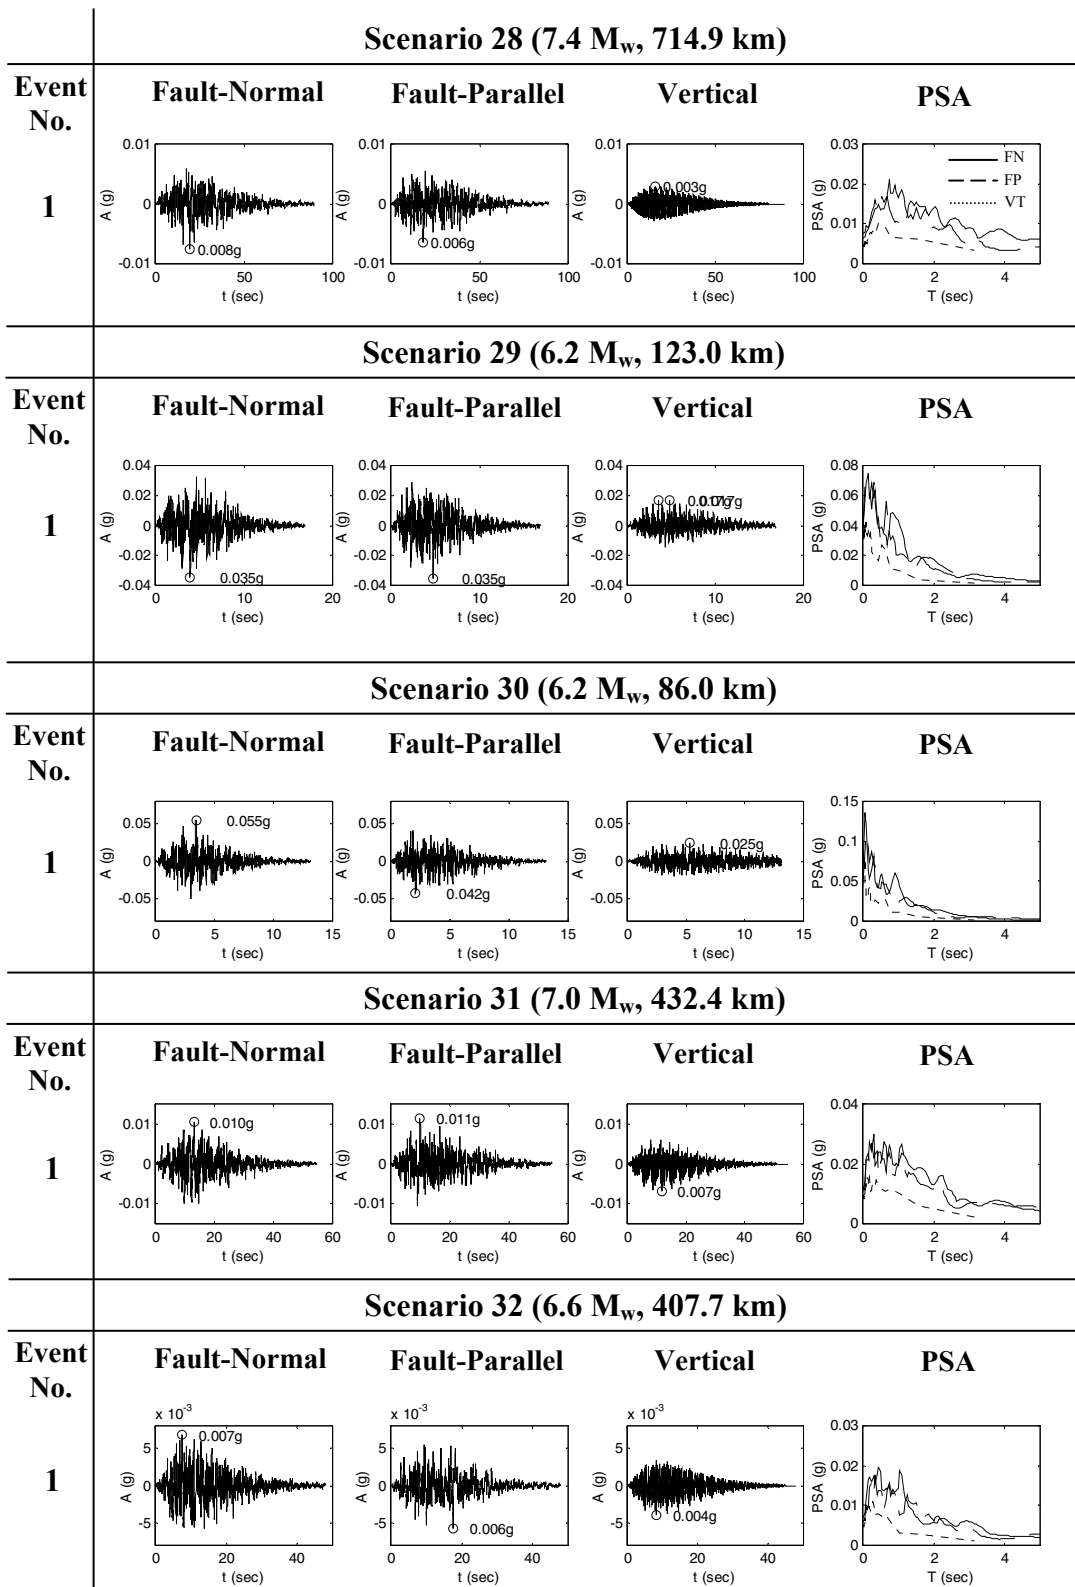 Scenario 28 (7.4 Mw, 714.9 km)
Event No.
Fault-Normal
Fault-Parallel
Vertical
PSA
1
0.01
0
-0.01
A (g)
0.008g
0
50
100
t (sec)
0.01
0
-0.01
A (g)
0.006g
0
50
100
t (sec)
0.01
0
-0.01
A (g)
0.003g
0
50
100
t (sec)
0.03
0.02
0.01
0
PSA (g)
FN
FP
VT
0
2
4
T (sec)
Scenario 29 (6.2 Mw, 123.0 km)
Event No.
Fault-Normal
Fault-Parallel
Vertical
PSA
1
0.04
0.02
0
-0.02
-0.04
A (g)
0.035g
0
10
20
t (sec)
0.04
0.02
0
-0.02
-0.04
A (g)
0.035g
0
10
20
t (sec)
0.04
0.02
0
-0.02
-0.04
A (g)
0.017g
0
10
20
t (sec)
0.08
0.06
0.04
0.02
0
PSA (g)
0
2
4
T (sec)
Scenario 30 (6.2 Mw, 86.0 km)
Event No.
Fault-Normal
Fault-Parallel
Vertical
PSA
1
0.05
0
-0.05
A (g)
0.055g
0
5
10
15
t (sec)
0.05
0
-0.05
A (g)
0.042g
0
5
10
15
t (sec)
0.05
0
-0.05
A (g)
0.025g
0
5
10
15
t (sec)
0.15
0.1
0.05
0
PSA (g)
0
2
4
T (sec)
Scenario 31 (7.0 Mw, 432.4 km)
Event No.
Fault-Normal
Fault-Parallel
Vertical
PSA
1
0.01
0
-0.01
A (g)
0.010g
0
20
40
60
t (sec)
0.01
0
-0.01
A (g)
0.011g
0
20
40
60
t (sec)
0.01
0
-0.01
A (g)
0.007g
0
20
40
60
t (sec)
0.04
0.02
0
PSA (g)
0
2
4
T (sec)
Scenario 32 (6.6 Mw, 407.7 km)
Event No.
Fault-Normal
Fault-Parallel
Vertical
PSA
1
x 10^-3
5
0
-5
A (g)
0.007g
0
20
40
t (sec)
x 10^-3
5
0
-5
A (g)
0.006g
0
20
40
t (sec)
x 10^-3
5
0
-5
A (g)
0.004g
0
20
40
t (sec)
0.03
0.02
0.01
0
PSA (g)
0
2
4
T (sec)